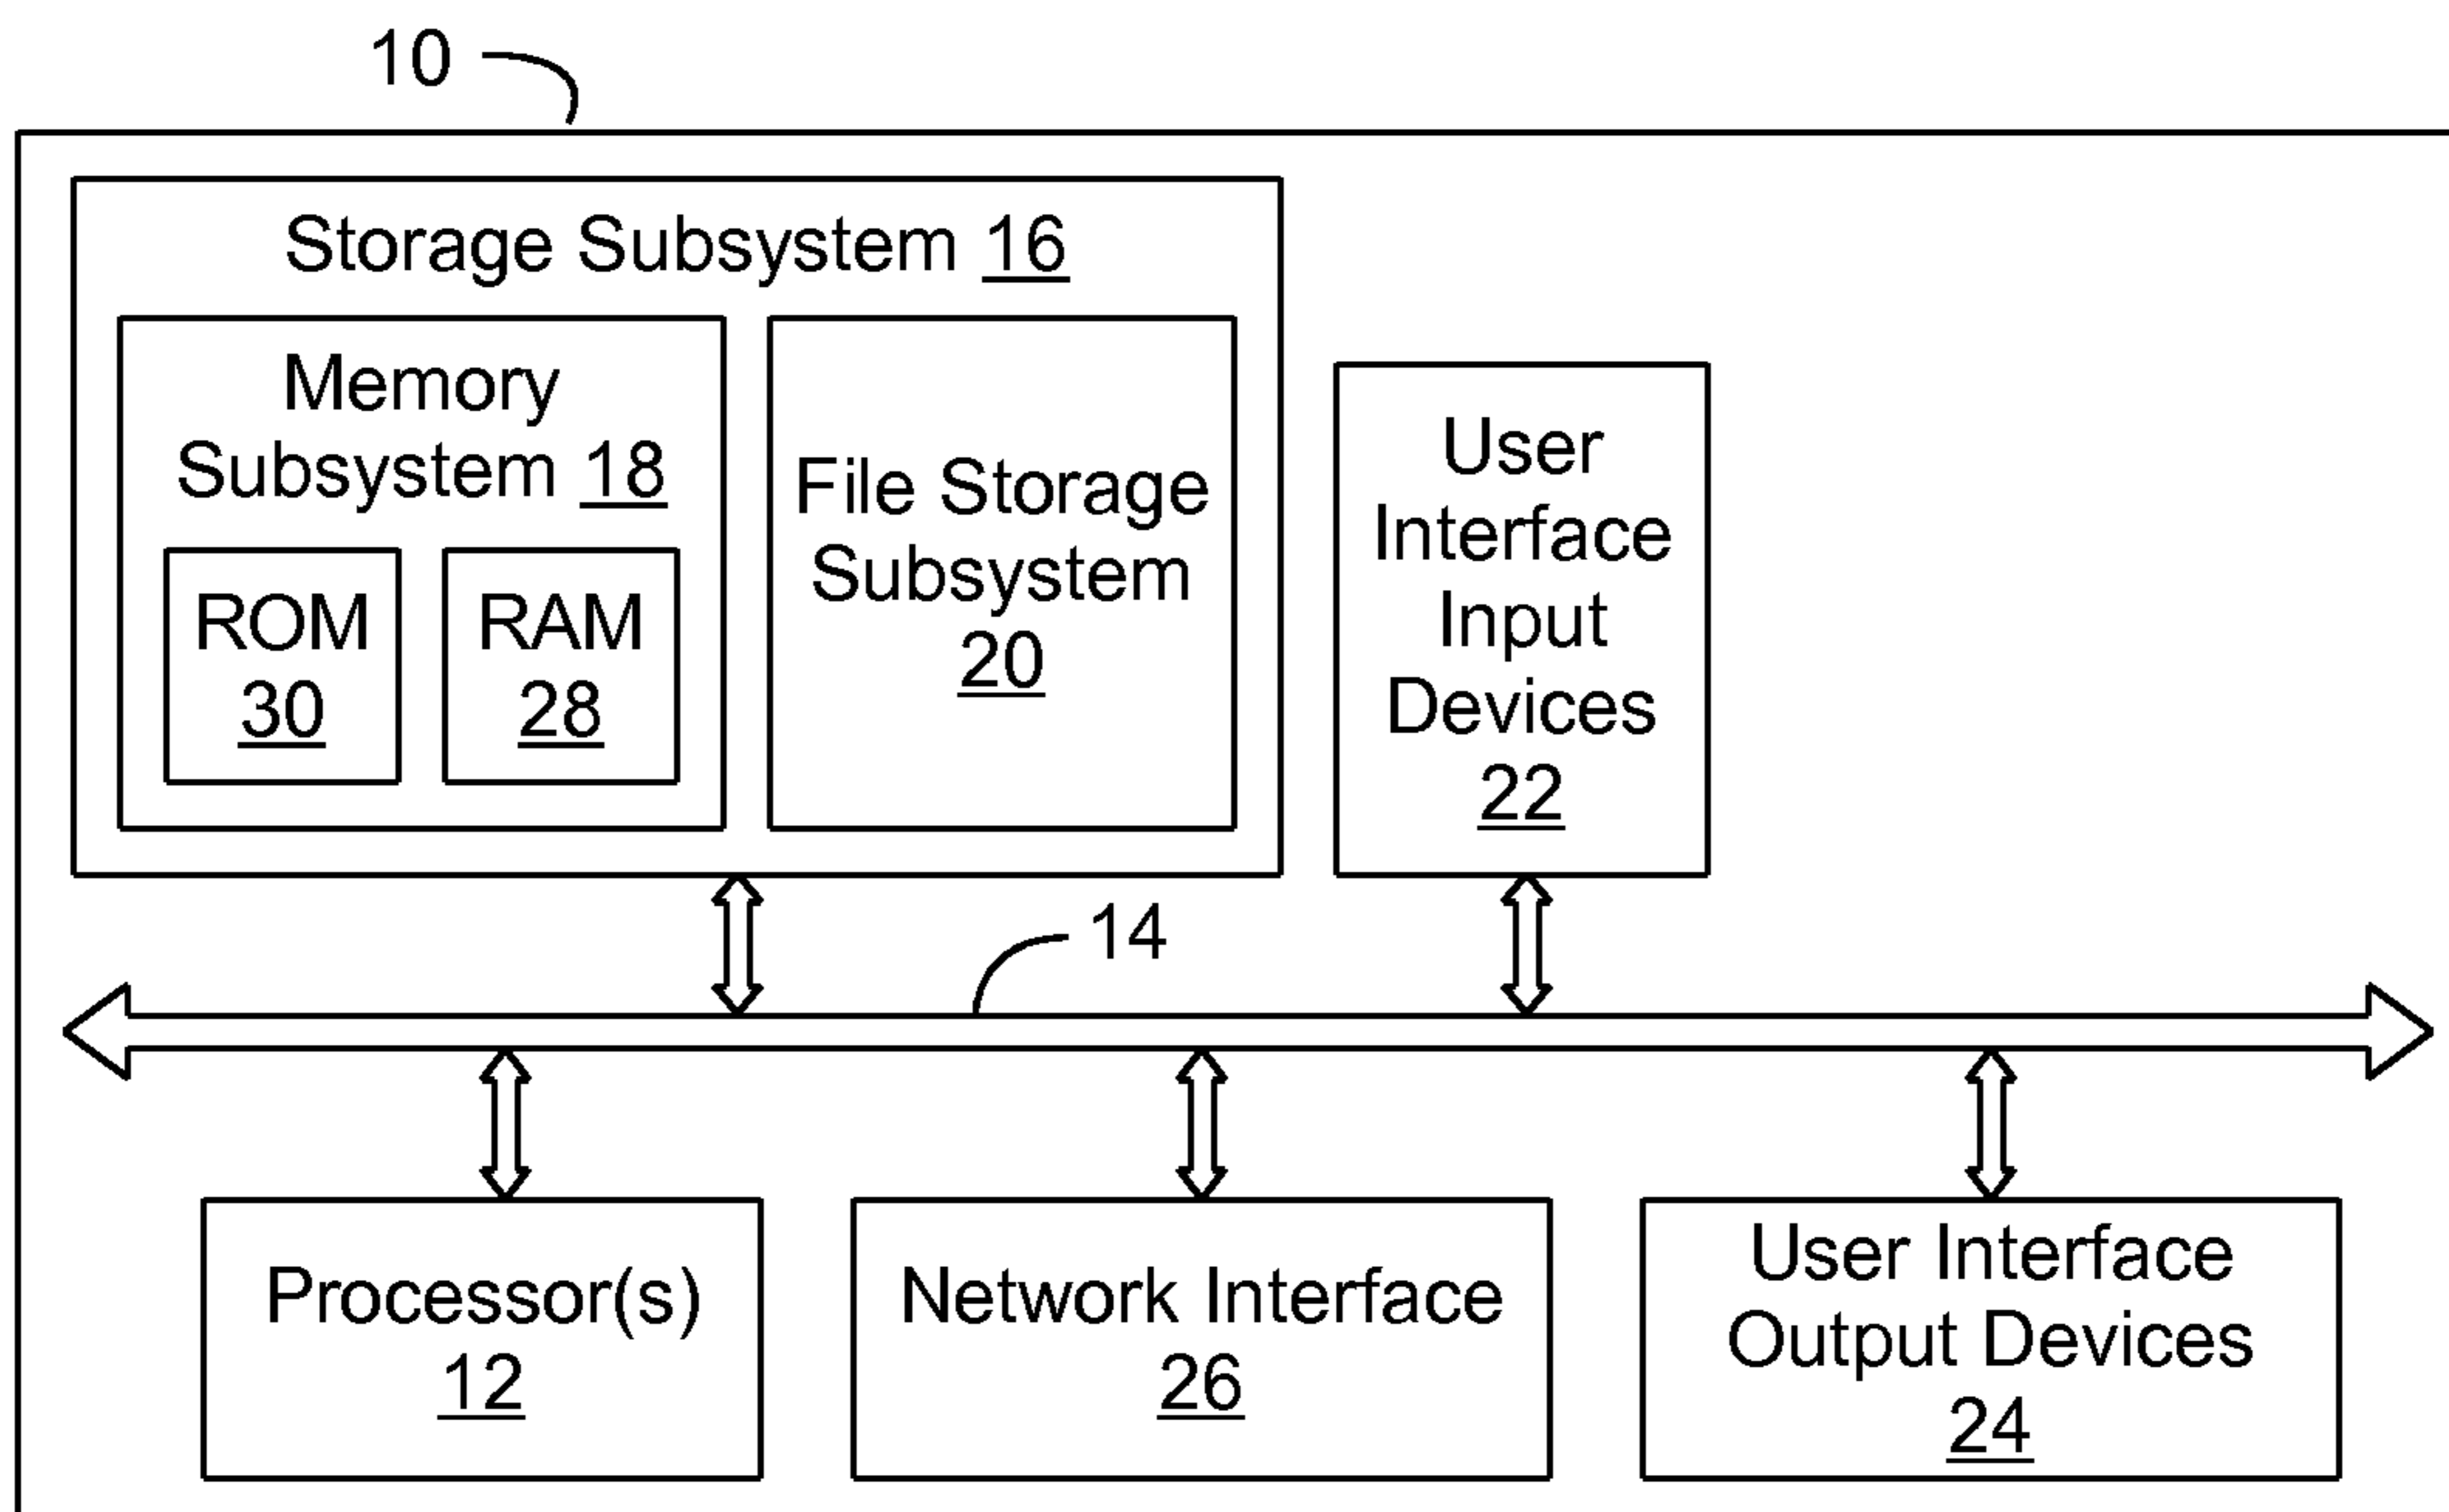 10
Storage Subsystem 16
Memory
Subsystem 18
ROM
30
RAM
28
File Storage
Subsystem
20
User
Interface
Input
Devices
22
14
Processor(s)
12
Network Interface
26
User Interface
Output Devices
24